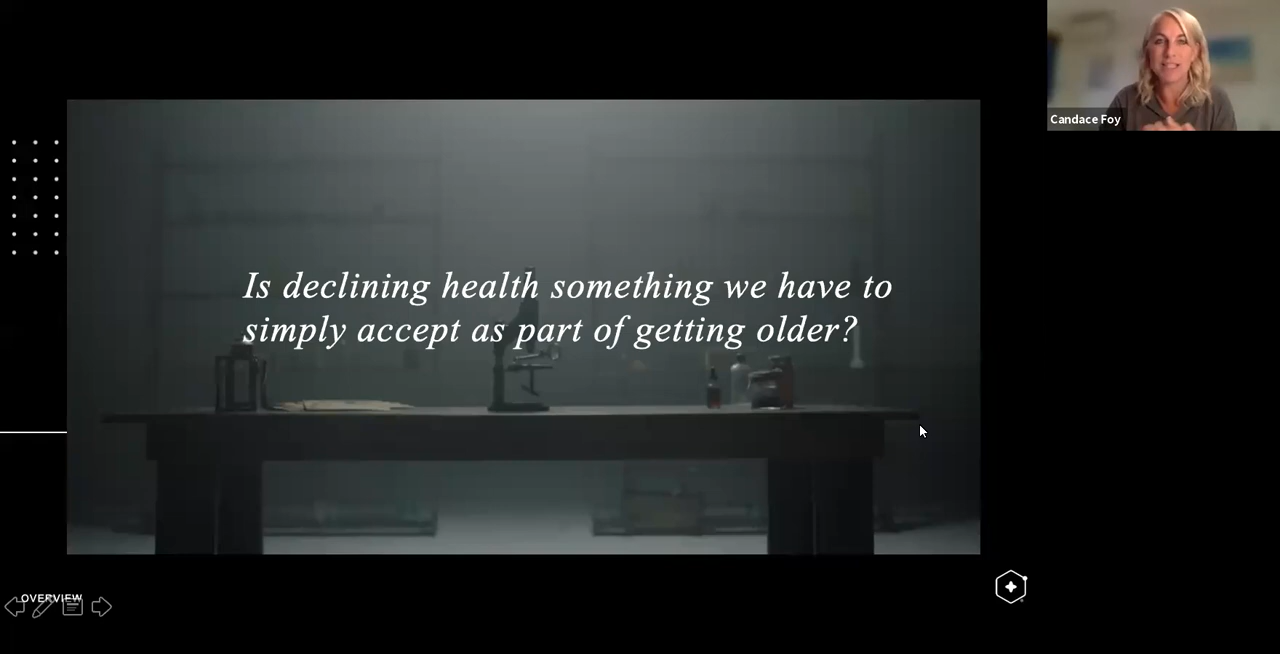 Candace Foy
Is declining health something we have to
simply accept as part of getting older?
OVERVIEW